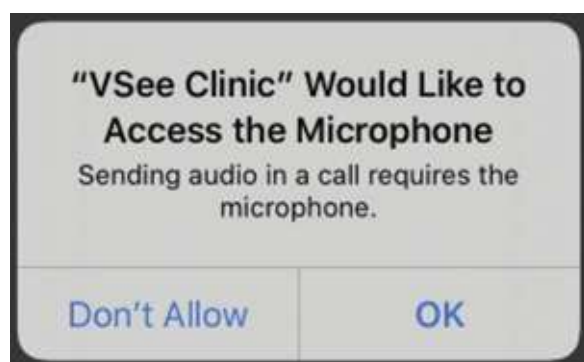 “VSee Clinic” Would Like to
Access the Microphone
Sending audio in a call requires the
microphone.
Don’t Allow
OK